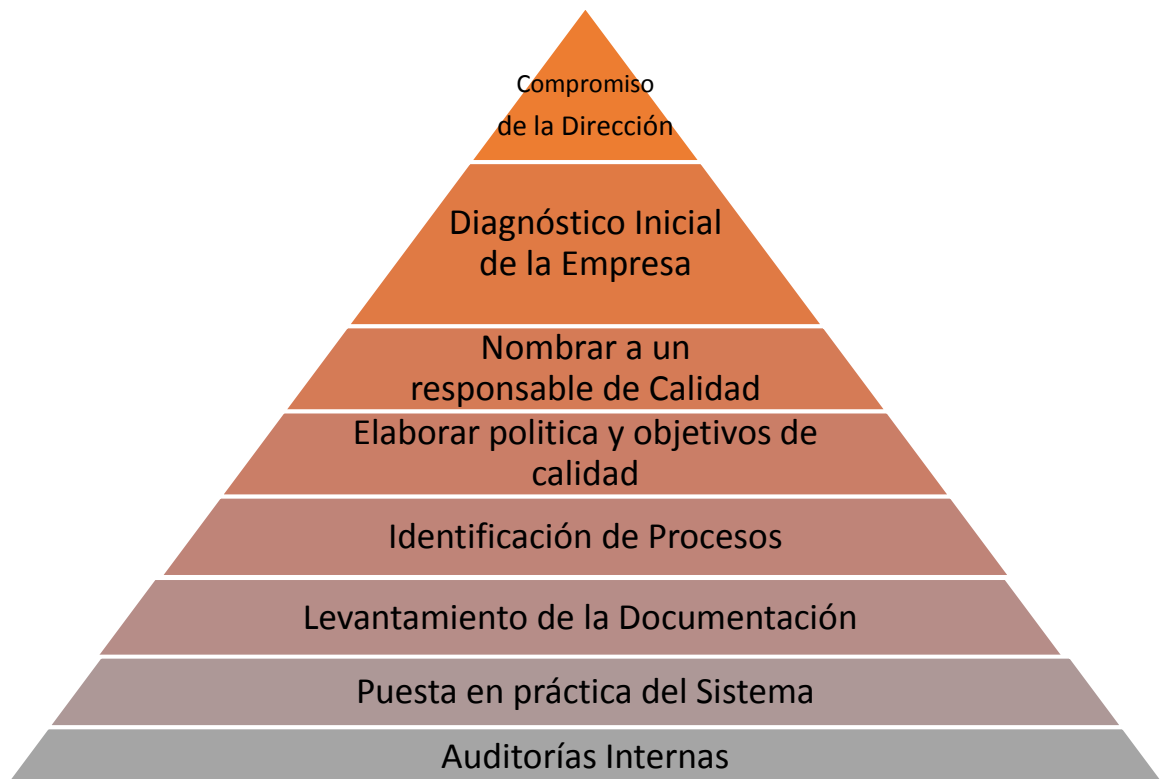 Compromiso
de la Dirección
Diagnóstico Inicial
de la Empresa
Nombrar a un
responsable de Calidad
Elaborar politica y objetivos de
calidad
Identificación de Procesos
Levantamiento de la Documentación
Puesta en práctica del Sistema
Auditorías Internas